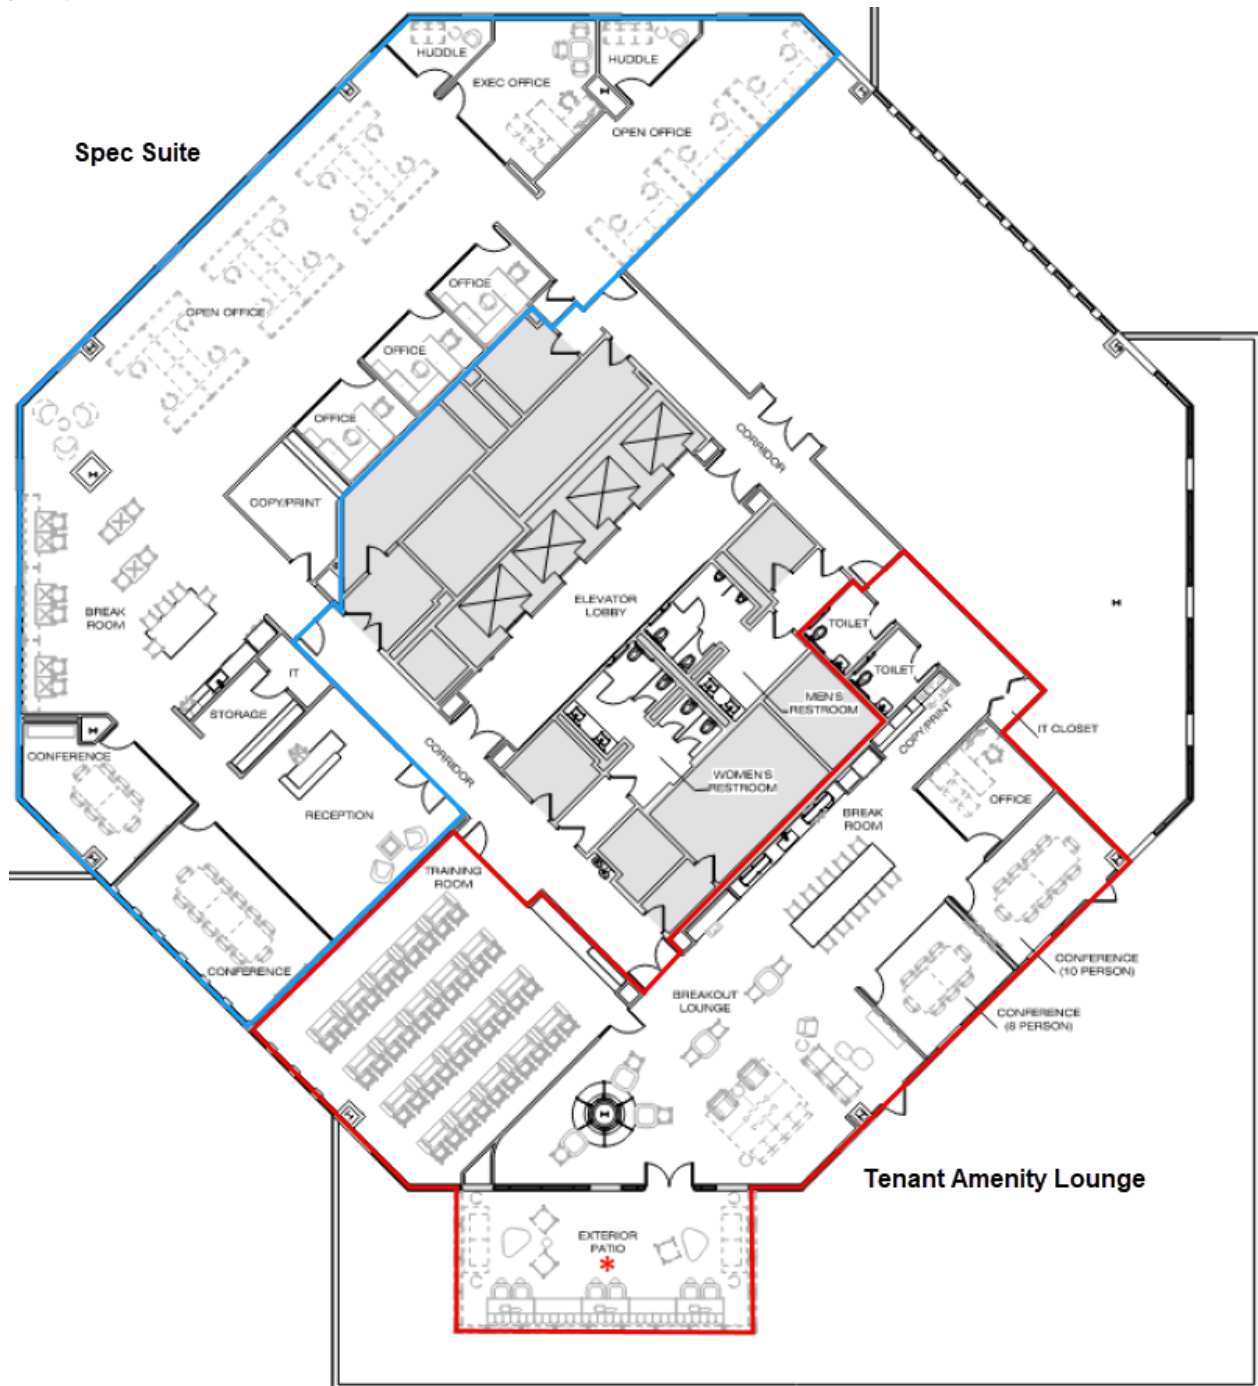 HUDDLE
HUDDLE
EXEC OFFICE
OPEN OFFICE
Spec Suite
OFFICE
OPEN OFFICE
OFFICE
OFFICE
CORRIDOR
COPY/PRINT
ELEVATOR
LOBBY
BREAK
ROOM
TOILET
TOILET
IT
MEN'S
RESTROOM
STORAGE
COPY/PRINT
IT CLOSET
CONFERENCE
CORRIDOR
WOMEN'S
RESTROOM
OFFICE
RECEPTION
BREAK
ROOM
TRAINING
ROOM
CONFERENCE
CONFERENCE
(10 PERSON)
BREAKOUT
LOUNGE
CONFERENCE
(8 PERSON)
Tenant Amenity Lounge
EXTERIOR
PATIO
*